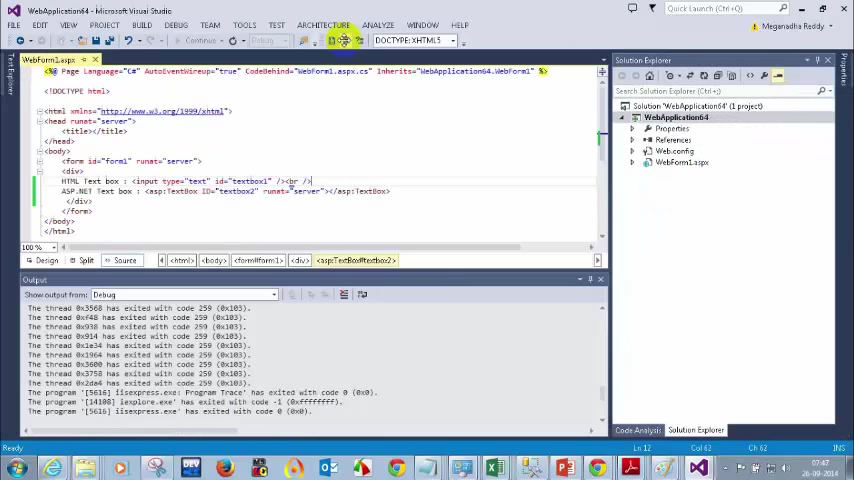 WebApplication64 - Microsoft Visual Studio
Quick Launch (Ctrl+Q)
FILE EDIT VIEW PROJECT BUILD DEBUG TEAM TOOLS TEST ARCHITECTURE ANALYZE WINDOW HELP
Meganadha Reddy
Continue
Debug
DOCTYPE: XHTML5
Text Explorer
WebForm1.aspx
<%@ Page Language="C#" AutoEventWireup="true" CodeBehind="WebForm1.aspx.cs" Inherits="WebApplication64.WebForm1" %>
<!DOCTYPE html>
<html xmlns="http://www.w3.org/1999/xhtml">
<head runat="server">
<title></title>
</head>
<body>
<form id="form1" runat="server">
<div>
HTML Text box : <input type="text" id="textbox1" /><br />
ASP.NET Text box : <asp:TextBox ID="textbox2" runat="server"></asp:TextBox>
</div>
</form>
</body>
</html>
100 %
Design Split Source <html> <body> <form#form1> <div> <asp:TextBox#textbox2>
Output
Show output from: Debug
The thread 0x3568 has exited with code 259 (0x103).
The thread 0xf48 has exited with code 259 (0x103).
The thread 0x938 has exited with code 259 (0x103).
The thread 0x914 has exited with code 259 (0x103).
The thread 0x1e34 has exited with code 259 (0x103).
The thread 0x1964 has exited with code 259 (0x103).
The thread 0x3600 has exited with code 259 (0x103).
The thread 0x3758 has exited with code 259 (0x103).
The thread 0x2da4 has exited with code 259 (0x103).
The program '[5616] iisexpress.exe: Program Trace' has exited with code 0 (0x0).
The program '[14108] iexplore.exe' has exited with code -1 (0xffffffff).
The program '[5616] iisexpress.exe' has exited with code 0 (0x0).
Solution Explorer
Search Solution Explorer (Ctrl+;)
Solution 'WebApplication64' (1 project)
WebApplication64
Properties
References
Web.config
WebForm1.aspx
Code Analysis Solution Explorer
Properties
Ready
Ln 12 Col 62 Ch 62 INS
DEV
07:47
26-09-2014